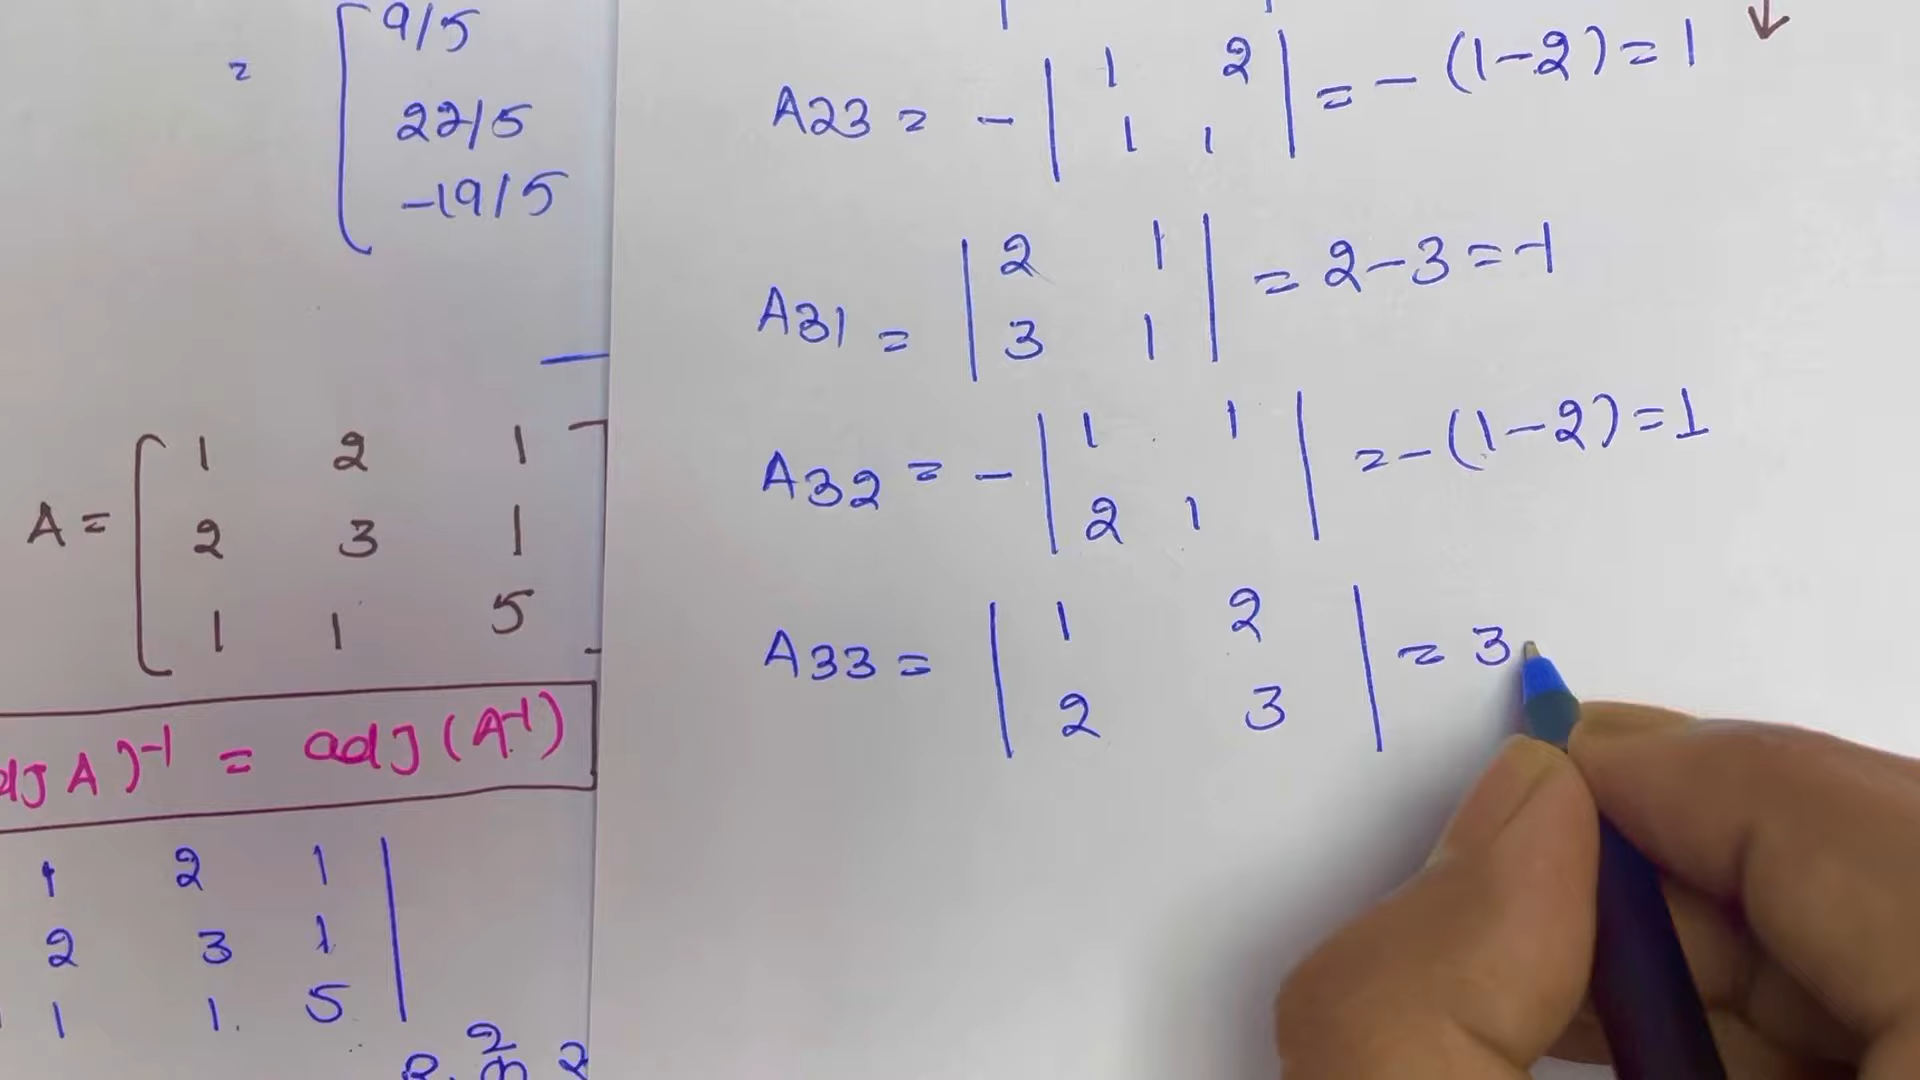 = [ 9/5
22/5
-19/5
A = [ 1 2 1
2 3 1
1 1 5 ]
dj A)⁻¹ = adj (A⁻¹)
1 2 1 |
2 3 1
1 1. 5
A23 = - | 1 2 | = - (1-2) = 1 ↓
1 1
A31 = | 2 1 | = 2-3 = -1
3 1
A32 = - | 1 1 | = - (1-2) = 1
2 1
A33 = | 1 2 | = 3
2 3